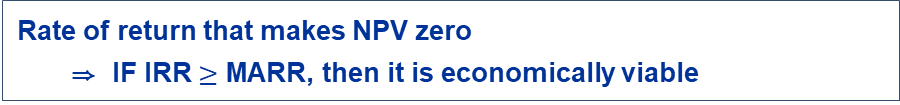 Rate of return that makes NPV zero
⇒ IF IRR ≥ MARR, then it is economically viable